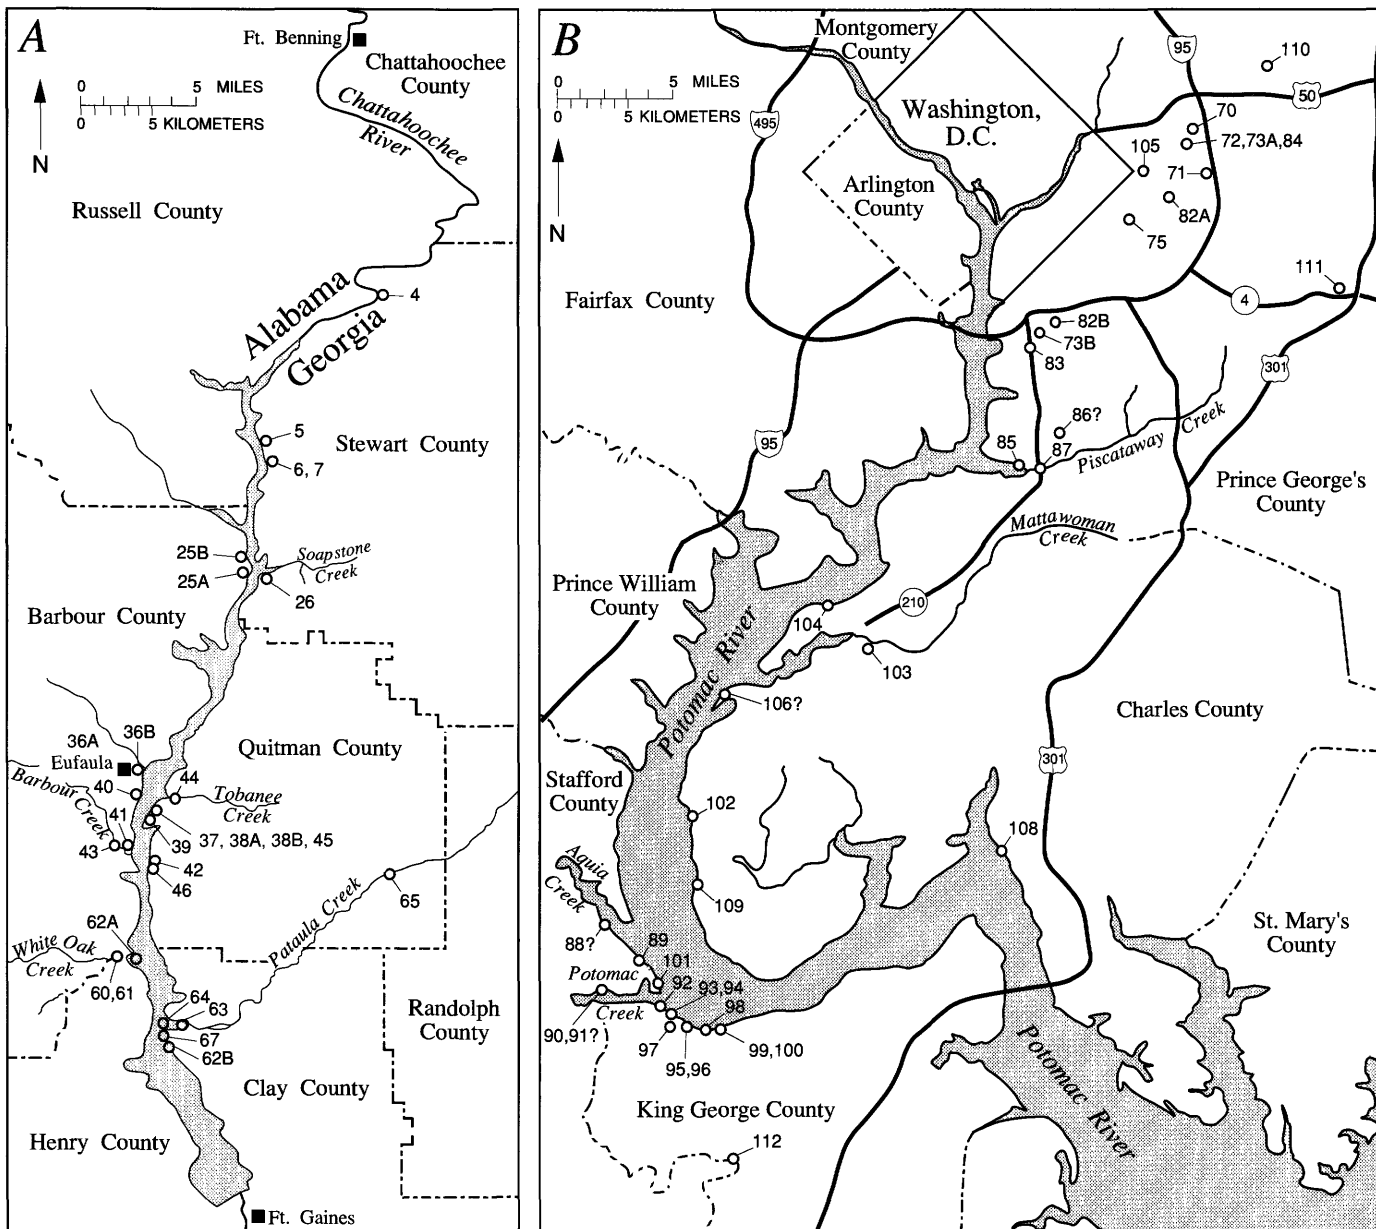 A
Ft. Benning
Chattahoochee
County
0 5 MILES
0 5 KILOMETERS
N
Chattahoochee
River
Russell County
Alabama
Georgia
4
5
Stewart County
6, 7
25B
25A
Soapstone
Creek
26
Barbour County
36A
36B
Eufaula
Quitman County
Barbour
Creek
40
44
Tobanee
Creek
41
37, 38A, 38B, 45
39
43
42
46
65
Pataula Creek
62A
White Oak
Creek
60,61
64
63
Randolph
County
67
62B
Clay County
Henry County
Ft. Gaines
B
Montgomery
County
95
110
0 5 MILES
0 5 KILOMETERS
50
495
Washington,
D.C.
70
72,73A,84
105
71
Arlington
County
82A
75
N
111
Fairfax County
4
82B
73B
83
301
86?
95
85
87
Piscataway
Creek
Prince George's
County
Mattawoman
Creek
Prince William
County
210
104
103
Potomac River
106?
Charles County
301
Stafford
County
102
108
Aquia
Creek
109
St. Mary's
County
88?
89
101
Potomac
Creek
92
93,94
98
90,91?
97
99,100
95,96
Potomac River
King George County
112